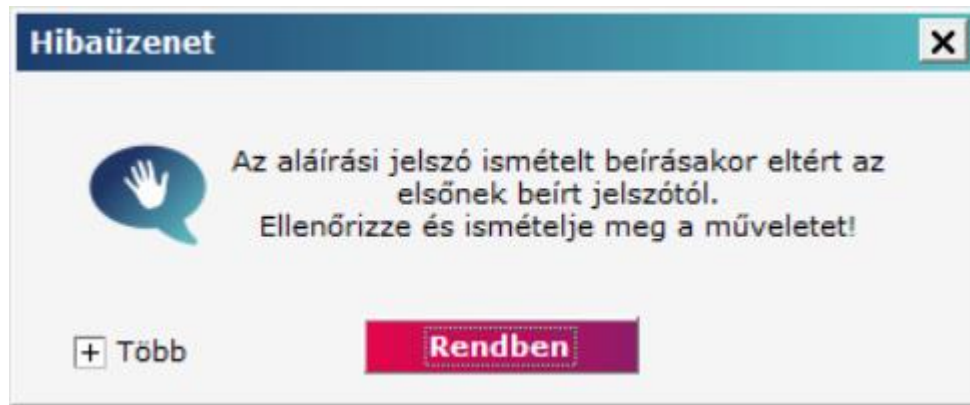 Hibaüzenet
Az aláírási jelszó ismételt beírásakor eltért az
elsőnek beírt jelszótól.
Ellenőrizze és ismételje meg a műveletet!
Több
Rendben